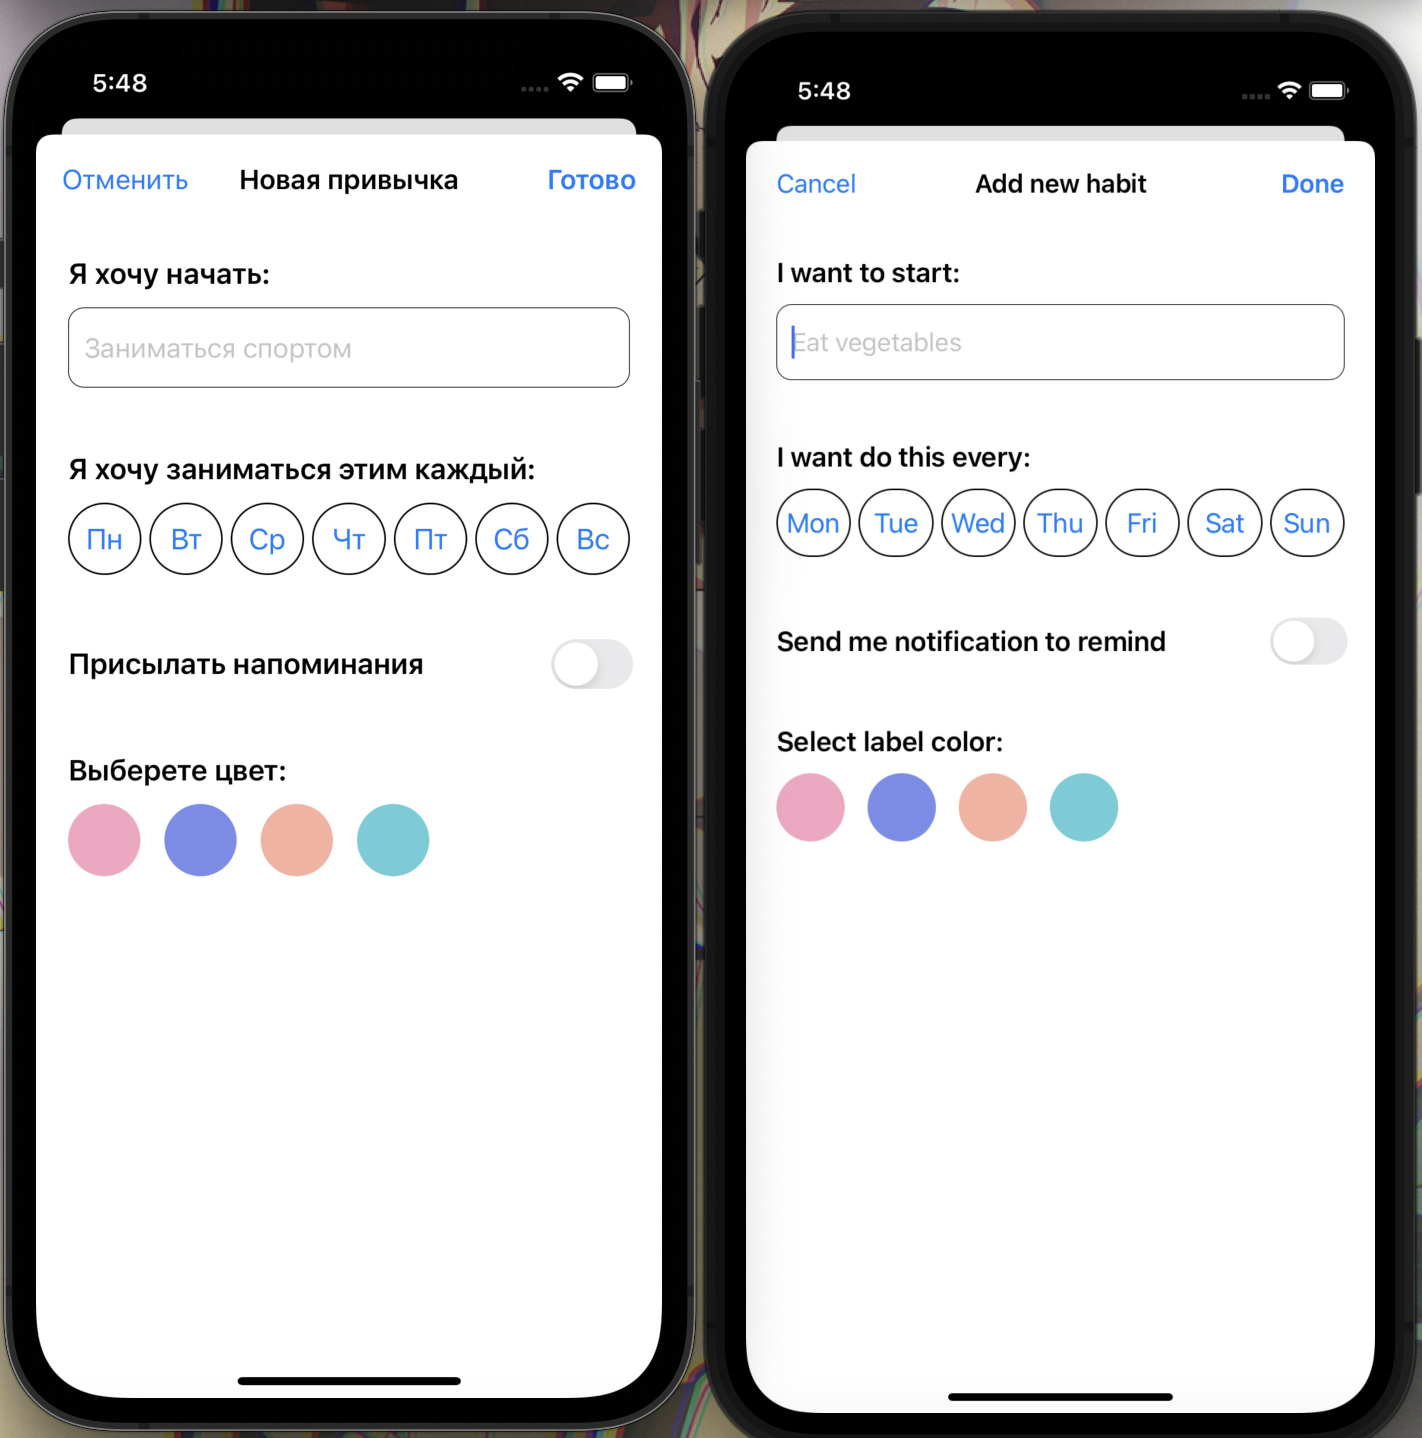 5:48
Отменить Новая привычка Готово
Я хочу начать:
Заниматься спортом
Я хочу заниматься этим каждый:
Пн Вт Ср Чт Пт Сб Вс
Присылать напоминания
Выберете цвет:
5:48
Cancel Add new habit Done
I want to start:
Eat vegetables
I want do this every:
Mon Tue Wed Thu Fri Sat Sun
Send me notification to remind
Select label color: